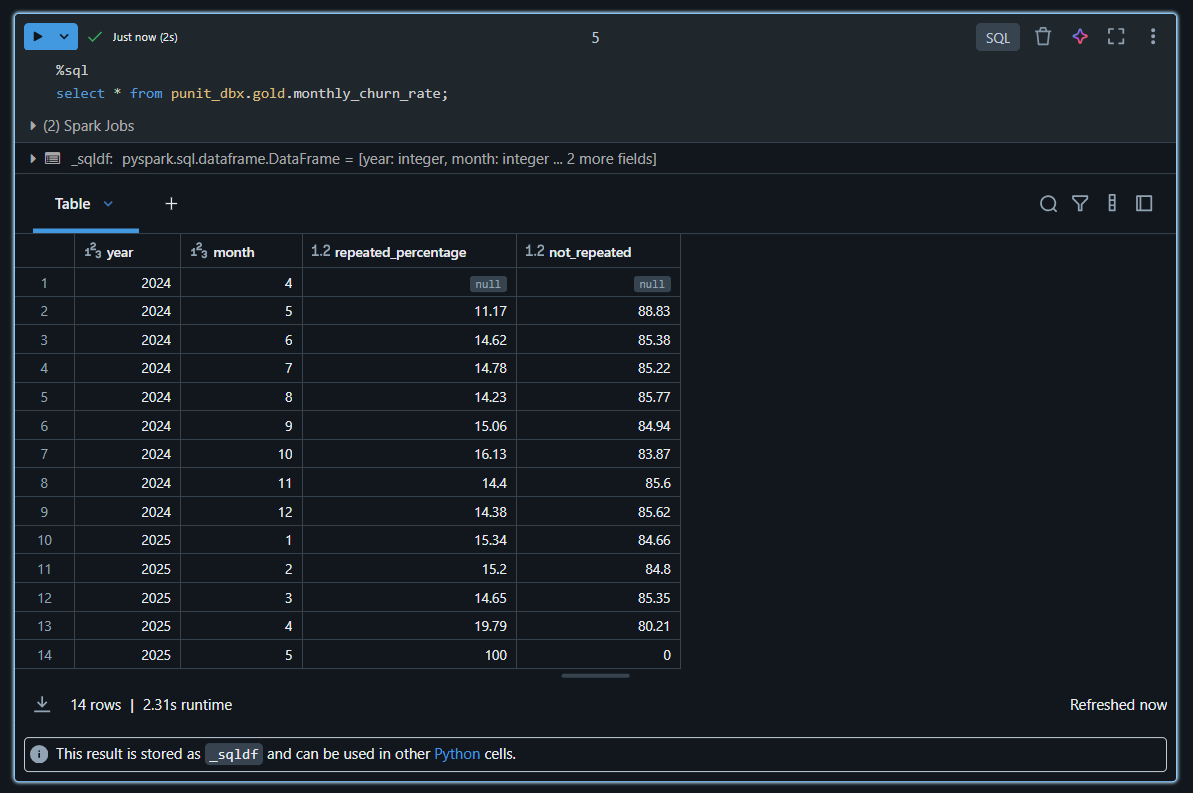 Just now (2s)
5
SQL
%sql
select * from punit_dbx.gold.monthly_churn_rate;
(2) Spark Jobs
_sqldf: pyspark.sql.dataframe.DataFrame = [year: integer, month: integer ... 2 more fields]
Table
+
123 year 123 month 1.2 repeated_percentage 1.2 not_repeated
1 2024 4 null null
2 2024 5 11.17 88.83
3 2024 6 14.62 85.38
4 2024 7 14.78 85.22
5 2024 8 14.23 85.77
6 2024 9 15.06 84.94
7 2024 10 16.13 83.87
8 2024 11 14.4 85.6
9 2024 12 14.38 85.62
10 2025 1 15.34 84.66
11 2025 2 15.2 84.8
12 2025 3 14.65 85.35
13 2025 4 19.79 80.21
14 2025 5 100 0
14 rows | 2.31s runtime
Refreshed now
This result is stored as _sqldf and can be used in other Python cells.